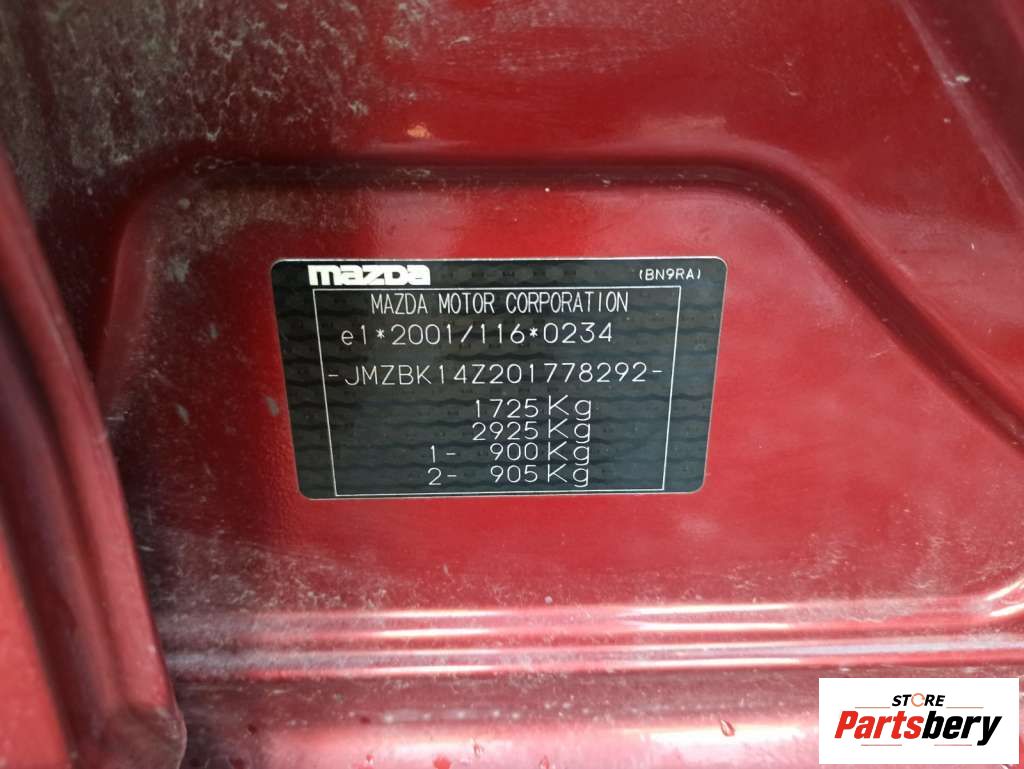 mazda (BN9RA)
MAZDA MOTOR CORPORATION
e1*2001/116*0234
-JMZBK14Z201778292-
1725 Kg
2925 Kg
1- 900 Kg
2- 905 Kg
STORE
Partsbery